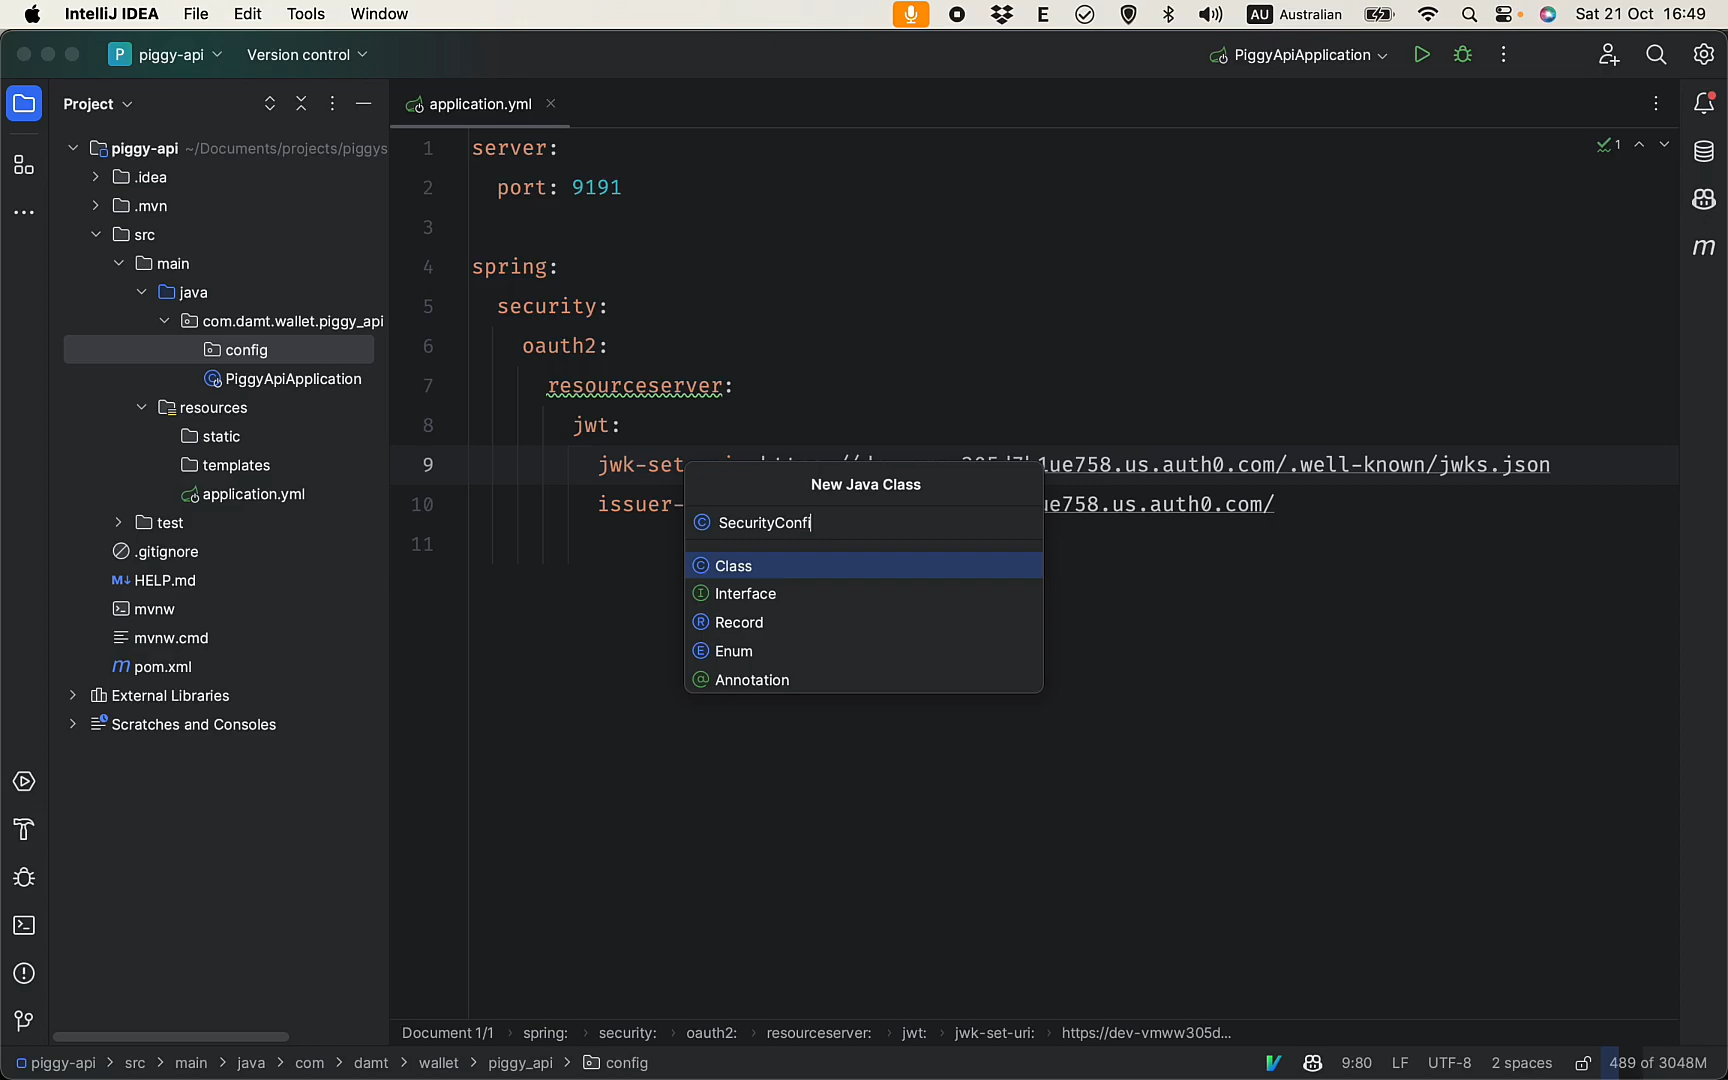 IntelliJ IDEA File Edit Tools Window E AU Australian Sat 21 Oct 16:49
P piggy-api Version control PiggyApiApplication
Project application.yml
piggy-api ~/Documents/projects/piggys
.idea
.mvn
src
main
java
com.damt.wallet.piggy_api
config
PiggyApiApplication
resources
static
templates
application.yml
test
.gitignore
M↓ HELP.md
mvnw
mvnw.cmd
m pom.xml
External Libraries
Scratches and Consoles
1 server:
2 port: 9191
3
4 spring:
5 security:
6 oauth2:
7 resourceserver:
8 jwt:
9 jwk-set 1ue758.us.auth0.com/.well-known/jwks.json
10 issuer- ue758.us.auth0.com/
11
1
m
New Java Class
C SecurityConfi
C Class
I Interface
R Record
E Enum
@ Annotation
Document 1/1 › spring: › security: › oauth2: › resourceserver: › jwt: › jwk-set-uri: › https://dev-vmww305d...
piggy-api > src > main > java > com > damt > wallet > piggy_api > config 9:80 LF UTF-8 2 spaces 489 of 3048M